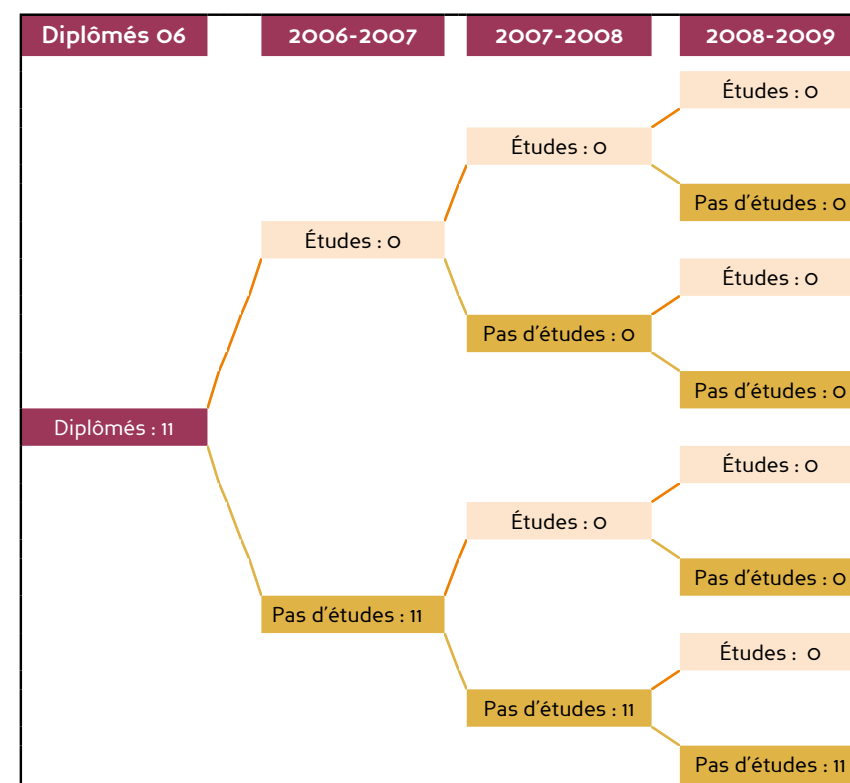 Diplômés 06 2006-2007 2007-2008 2008-2009
Études : 0
Études : 0
Pas d'études : 0
Études : 0
Études : 0
Pas d'études : 0
Pas d'études : 0
Diplômés : 11
Études : 0
Études : 0
Pas d'études : 0
Pas d'études : 11
Études : 0
Pas d'études : 11
Pas d'études : 11